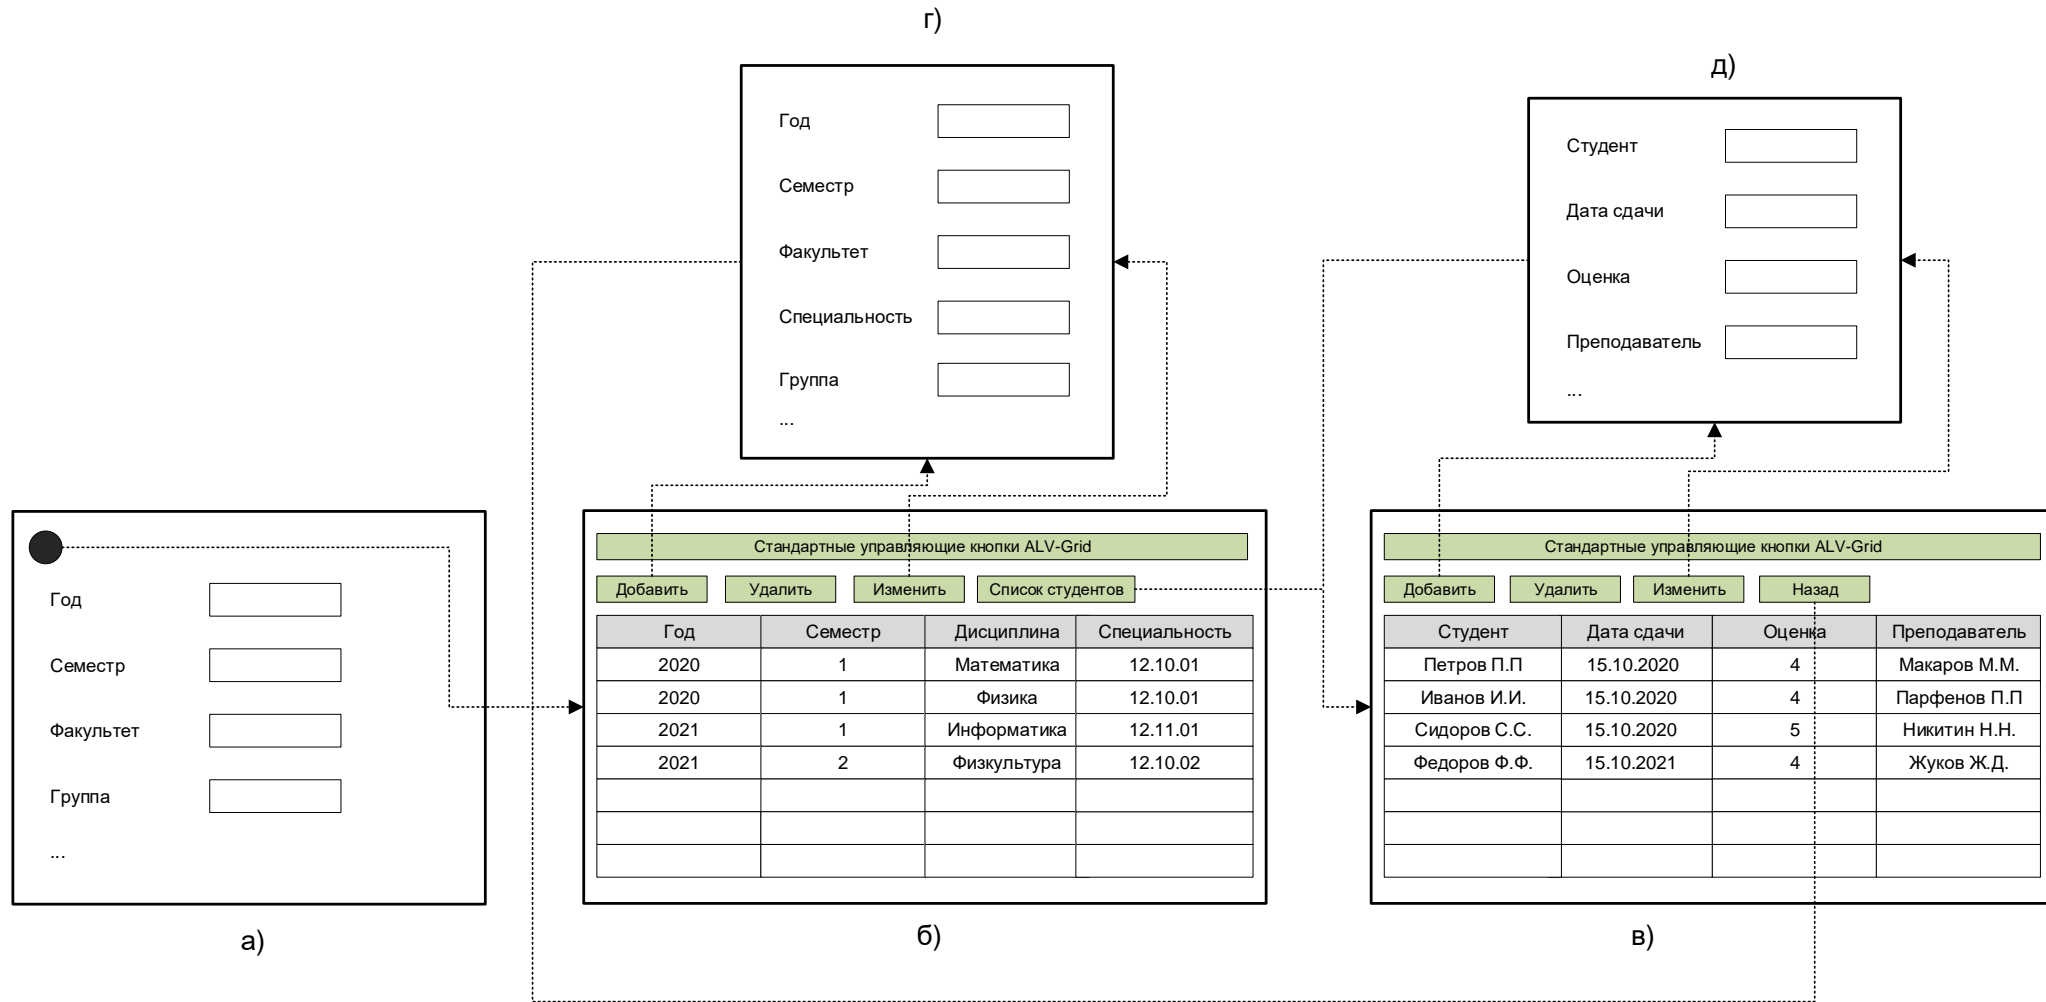 г)
Год
Семестр
Факультет
Специальность
Группа
...
д)
Студент
Дата сдачи
Оценка
Преподаватель
...
Год
Семестр
Факультет
Группа
...
а)
Стандартные управляющие кнопки ALV-Grid
Добавить Удалить Изменить Список студентов
Год Семестр Дисциплина Специальность
2020 1 Математика 12.10.01
2020 1 Физика 12.10.01
2021 1 Информатика 12.11.01
2021 2 Физкультура 12.10.02
б)
Стандартные управляющие кнопки ALV-Grid
Добавить Удалить Изменить Назад
Студент Дата сдачи Оценка Преподаватель
Петров П.П 15.10.2020 4 Макаров М.М.
Иванов И.И. 15.10.2020 4 Парфенов П.П
Сидоров С.С. 15.10.2020 5 Никитин Н.Н.
Федоров Ф.Ф. 15.10.2021 4 Жуков Ж.Д.
в)